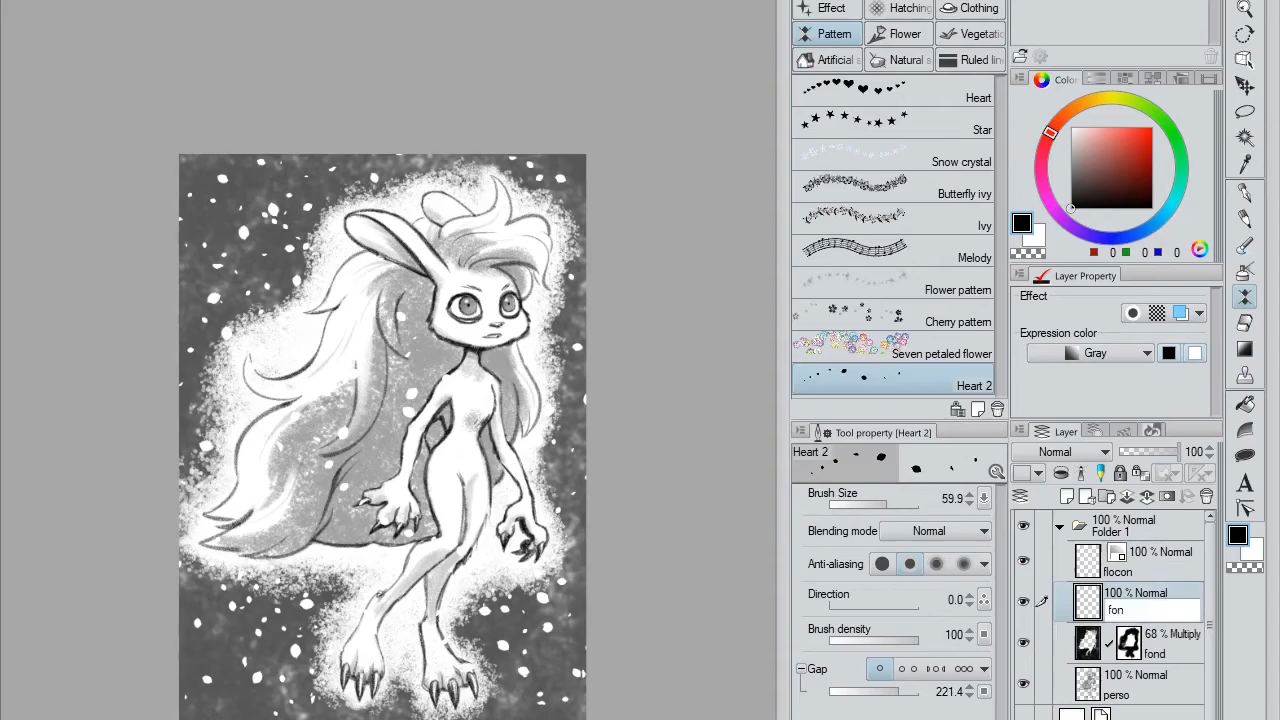 Effect
Hatching
Clothing
Pattern
Flower
Vegetati
Artificial
Natural s
Ruled lin
Heart
Star
Snow crystal
Butterfly ivy
Ivy
Melody
Flower pattern
Cherry pattern
Seven petaled flower
Heart 2
Tool property [Heart 2]
Heart 2
Brush Size
59.9
Blending mode
Normal
Anti-aliasing
Direction
0.0
Brush density
100
Gap
221.4
Color
0
0
0
Layer Property
Effect
Expression color
Gray
Layer
Normal
100
100 % Normal
Folder 1
100 % Normal
flocon
100 % Normal
fon
68 % Multiply
fond
100 % Normal
perso